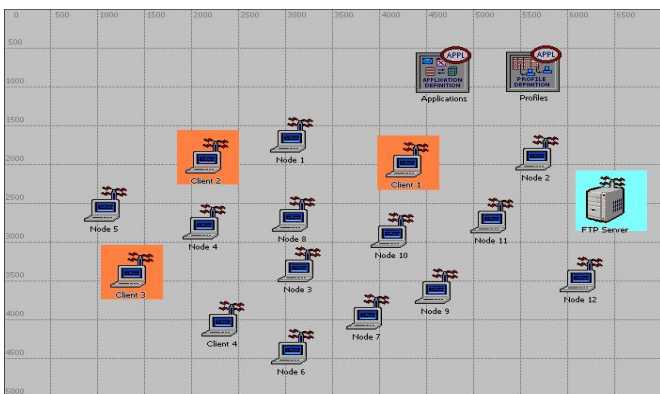 0 500 1000 1500 2000 2500 3000 3500 4000 4500 5000 5500 6000 6500
500
APPL
APPL
APPLICATION
DEFINITION
PROFILE
DEFINITION
1000
Applications
Profiles
1500
Node 1
2000
Client 2
Client 1
Node 2
2500
Node 5
Node 4
Node 8
Node 10
Node 11
FTP Server
3000
Client 3
Node 3
Node 9
Node 12
3500
4000
Client 4
Node 7
4500
Node 6
5000